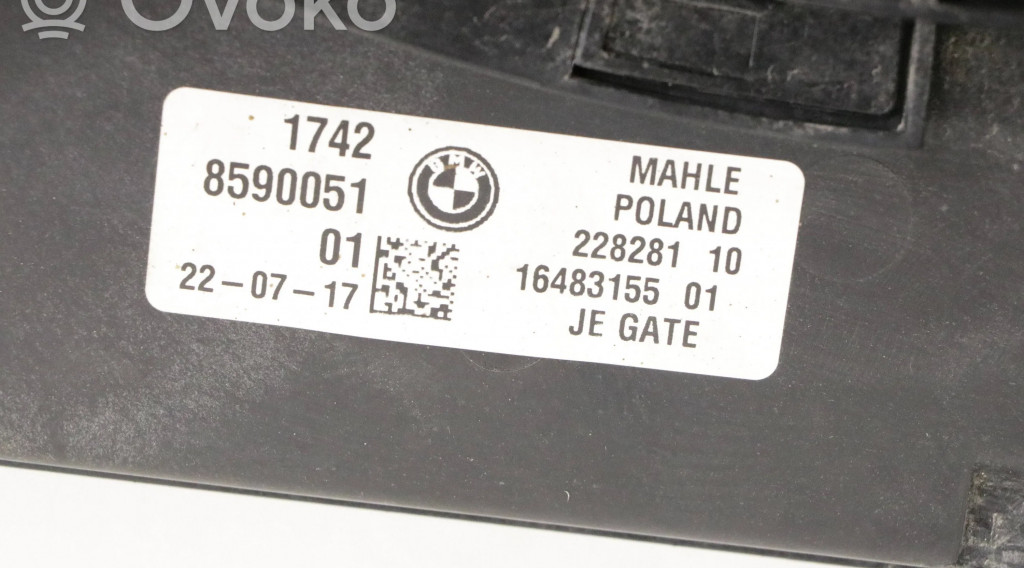 Ovoko
1742
8590051
01
22-07-17
BMW
MAHLE
POLAND
228281 10
16483155 01
JE GATE